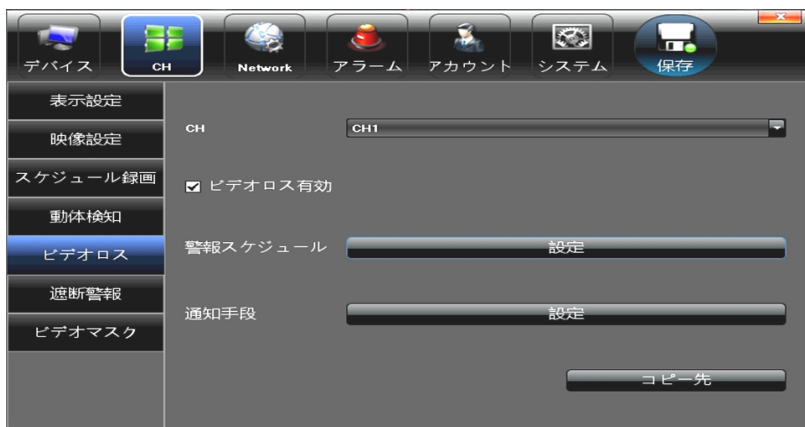 デバイス
CH
Network
アラーム
アカウント
システム
保存
表示設定
映像設定
スケジュール録画
動体検知
ビデオロス
遮断警報
ビデオマスク
CH
CH1
ビデオロス有効
警報スケジュール
設定
通知手段
設定
コピー先